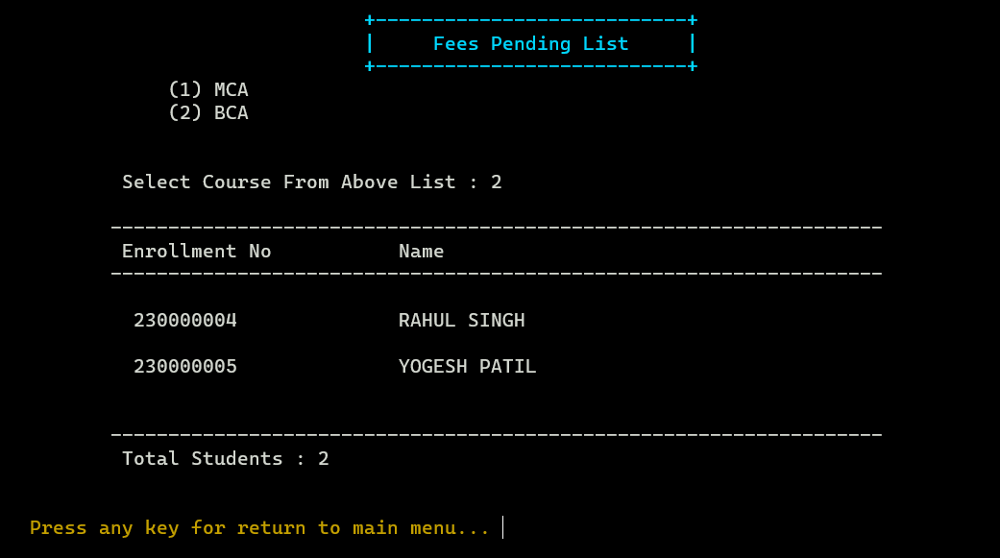 +---------------------------+
|     Fees Pending List     |
+---------------------------+
(1) MCA
(2) BCA
Select Course From Above List : 2
-------------------------------------------------------------------
Enrollment No           Name
-------------------------------------------------------------------
230000004              RAHUL SINGH
230000005              YOGESH PATIL
-------------------------------------------------------------------
Total Students : 2
Press any key for return to main menu...